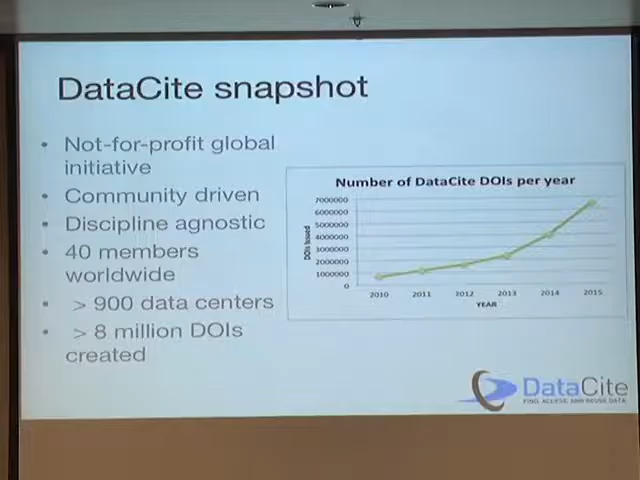 DataCite snapshot
• Not-for-profit global
initiative
• Community driven
• Discipline agnostic
• 40 members
worldwide
• > 900 data centers
• > 8 million DOIs
created
Number of DataCite DOIs per year
7000000
6000000
5000000
4000000
3000000
2000000
1000000
0
DOIs Issued
2010 2011 2012 2013 2014 2015
YEAR
DataCite
FIND, ACCESS, AND REUSE DATA